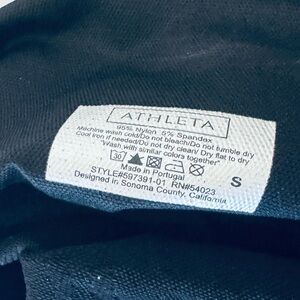 ATHLETA
95% Nylon 5% Spandex
Machine wash cold/Do not bleach/Do not tumble dry
Cool iron if needed/Do not dry clean/ Dry flat to dry
"Wash with similar colors together"
30
Made in Portugal
STYLE#597391-01 RN#54023
Designed in Sonoma County, California
S